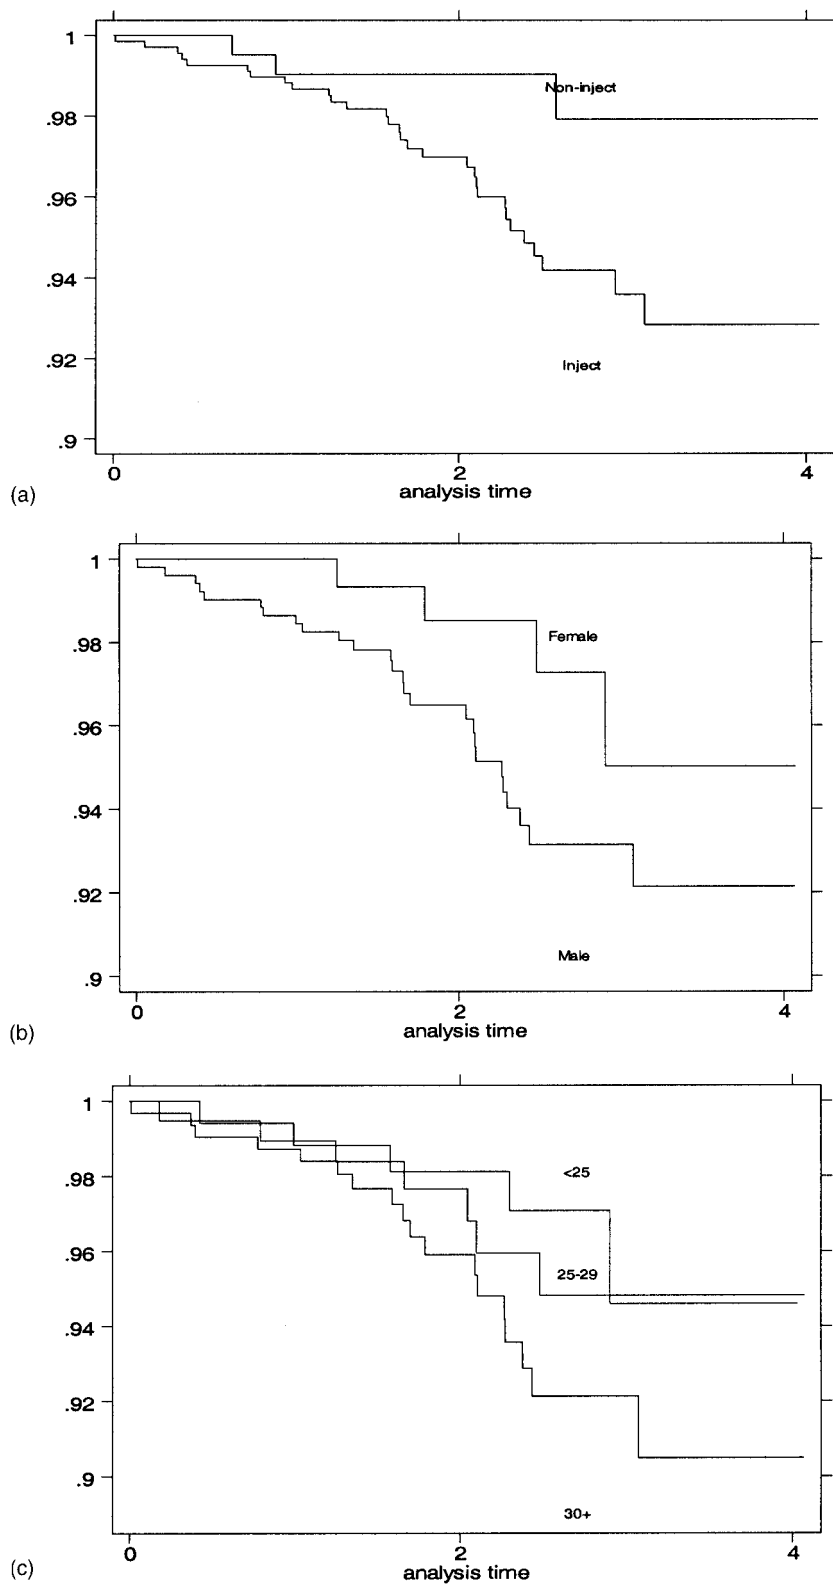 1
.98
Non-inject
.96
.94
.92
Inject
.9
0 2 4
analysis time
(a)
1
.98
Female
.96
.94
.92
Male
.9
0 2 4
analysis time
(b)
1
.98
<25
.96
25-29
.94
.92
.9
30+
0 2 4
analysis time
(c)